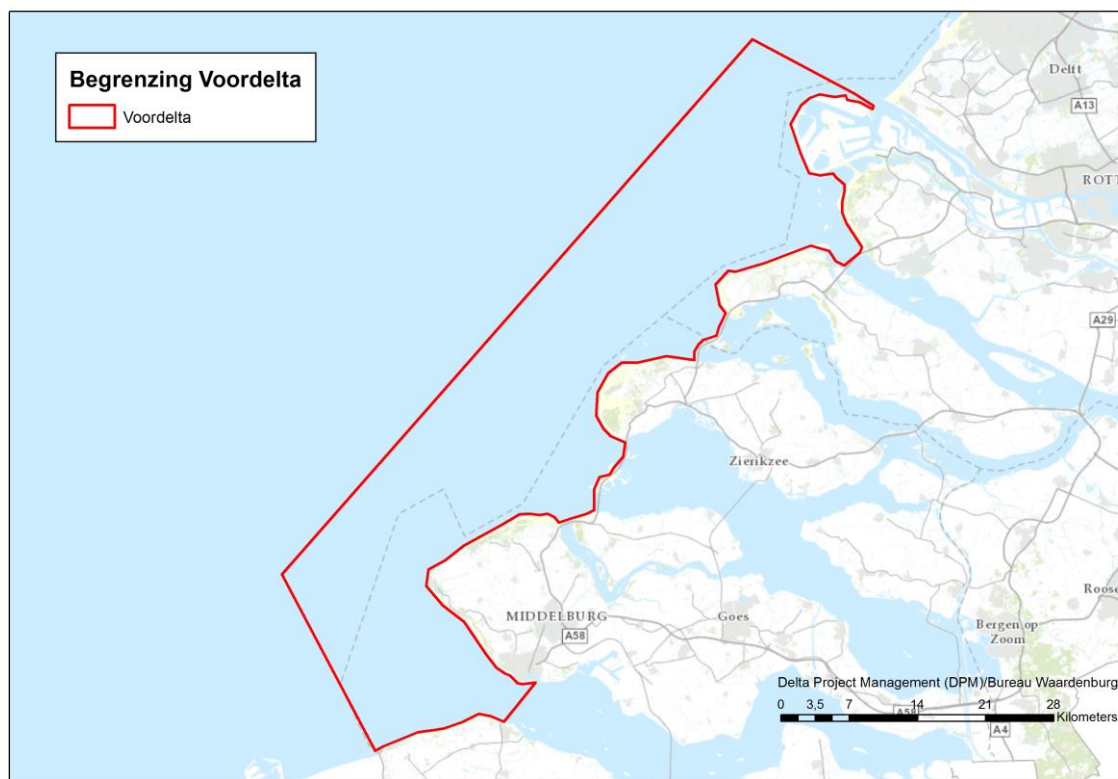 Begrenzing Voordelta
Voordelta
Delft
A13
ROTT
A29
Zierikzee
MIDDELBURG
A58
Goes
Bergen op
Zoom
Roose
Delta Project Management (DPM)/Bureau Waardenburg
0 3,5 7 14 21 28
Kilometers
A58
A4